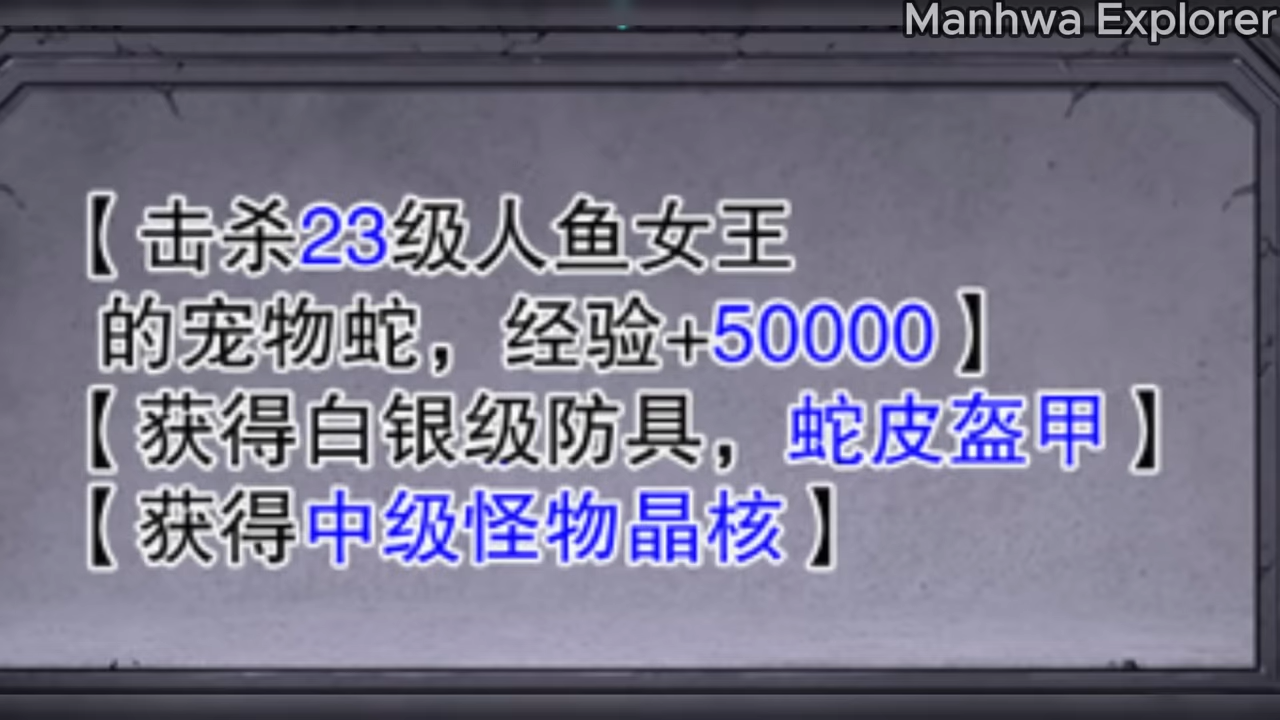 Manhwa Explorer
【击杀23级人鱼女王
的宠物蛇，经验+50000】
【获得白银级防具，蛇皮盔甲】
【获得中级怪物晶核】